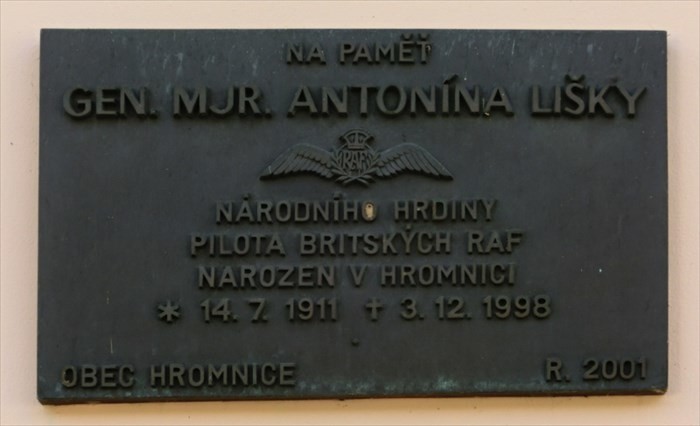 NA PAMĚŤ
GEN. MJR. ANTONÍNA LIŠKY
RAF
NÁRODNÍHO HRDINY
PILOTA BRITSKÝCH RAF
NAROZEN V HROMNICI
* 14. 7. 1911 ✝ 3. 12. 1998
OBEC HROMNICE R. 2001